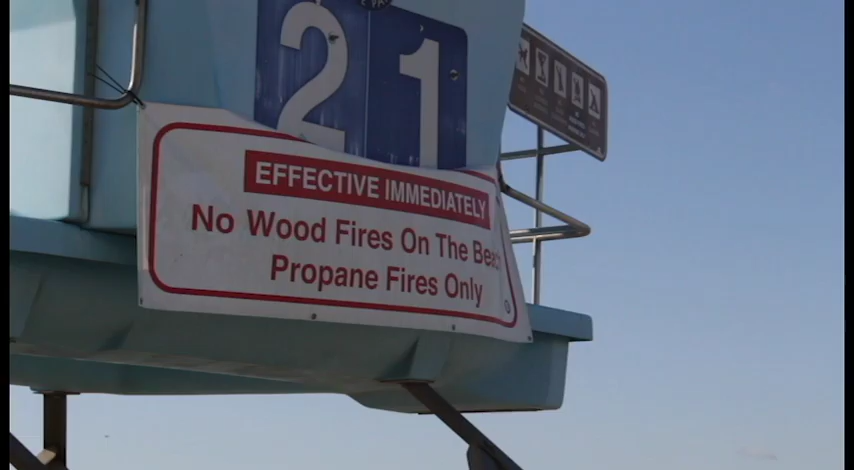 21
EFFECTIVE IMMEDIATELY
No Wood Fires On The Bea
Propane Fires Only